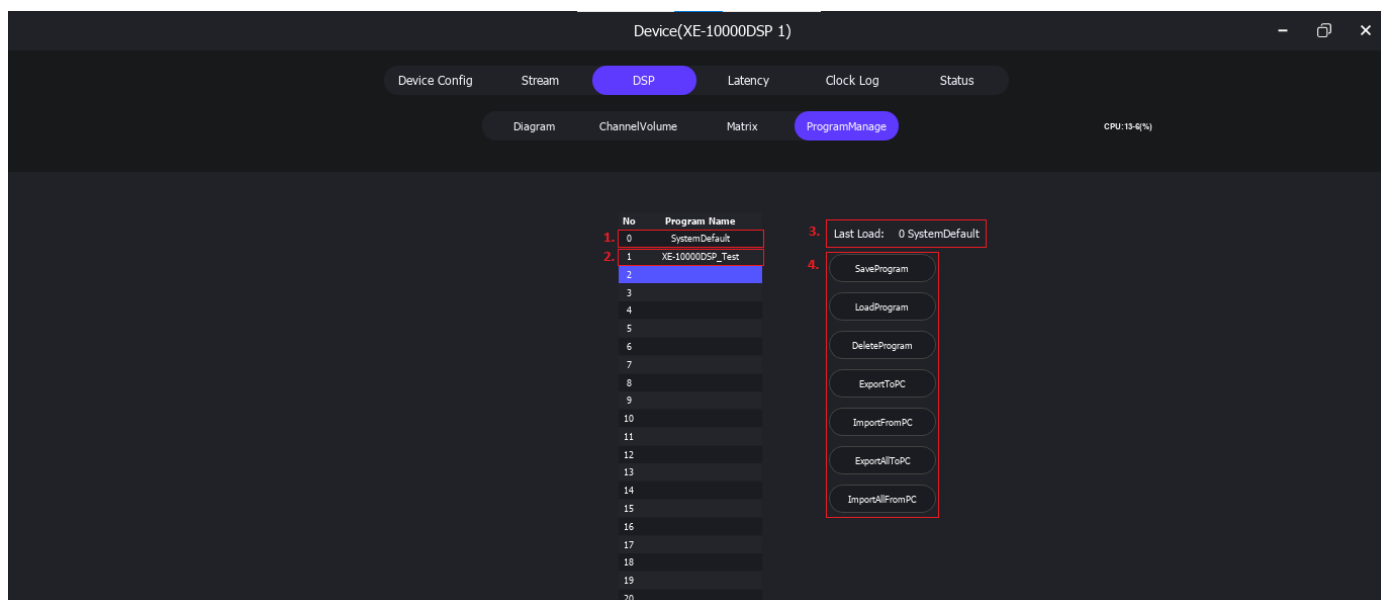 Device(XE-10000DSP 1)
Device Config Stream DSP Latency Clock Log Status
Diagram ChannelVolume Matrix ProgramManage CPU:13-6(%)
No Program Name
1. 0 SystemDefault
2. 1 XE-10000DSP_Test
2
3
4
5
6
7
8
9
10
11
12
13
14
15
16
17
18
19
20
3. Last Load: 0 SystemDefault
4. SaveProgram
LoadProgram
DeleteProgram
ExportToPC
ImportFromPC
ExportAllToPC
ImportAllFromPC